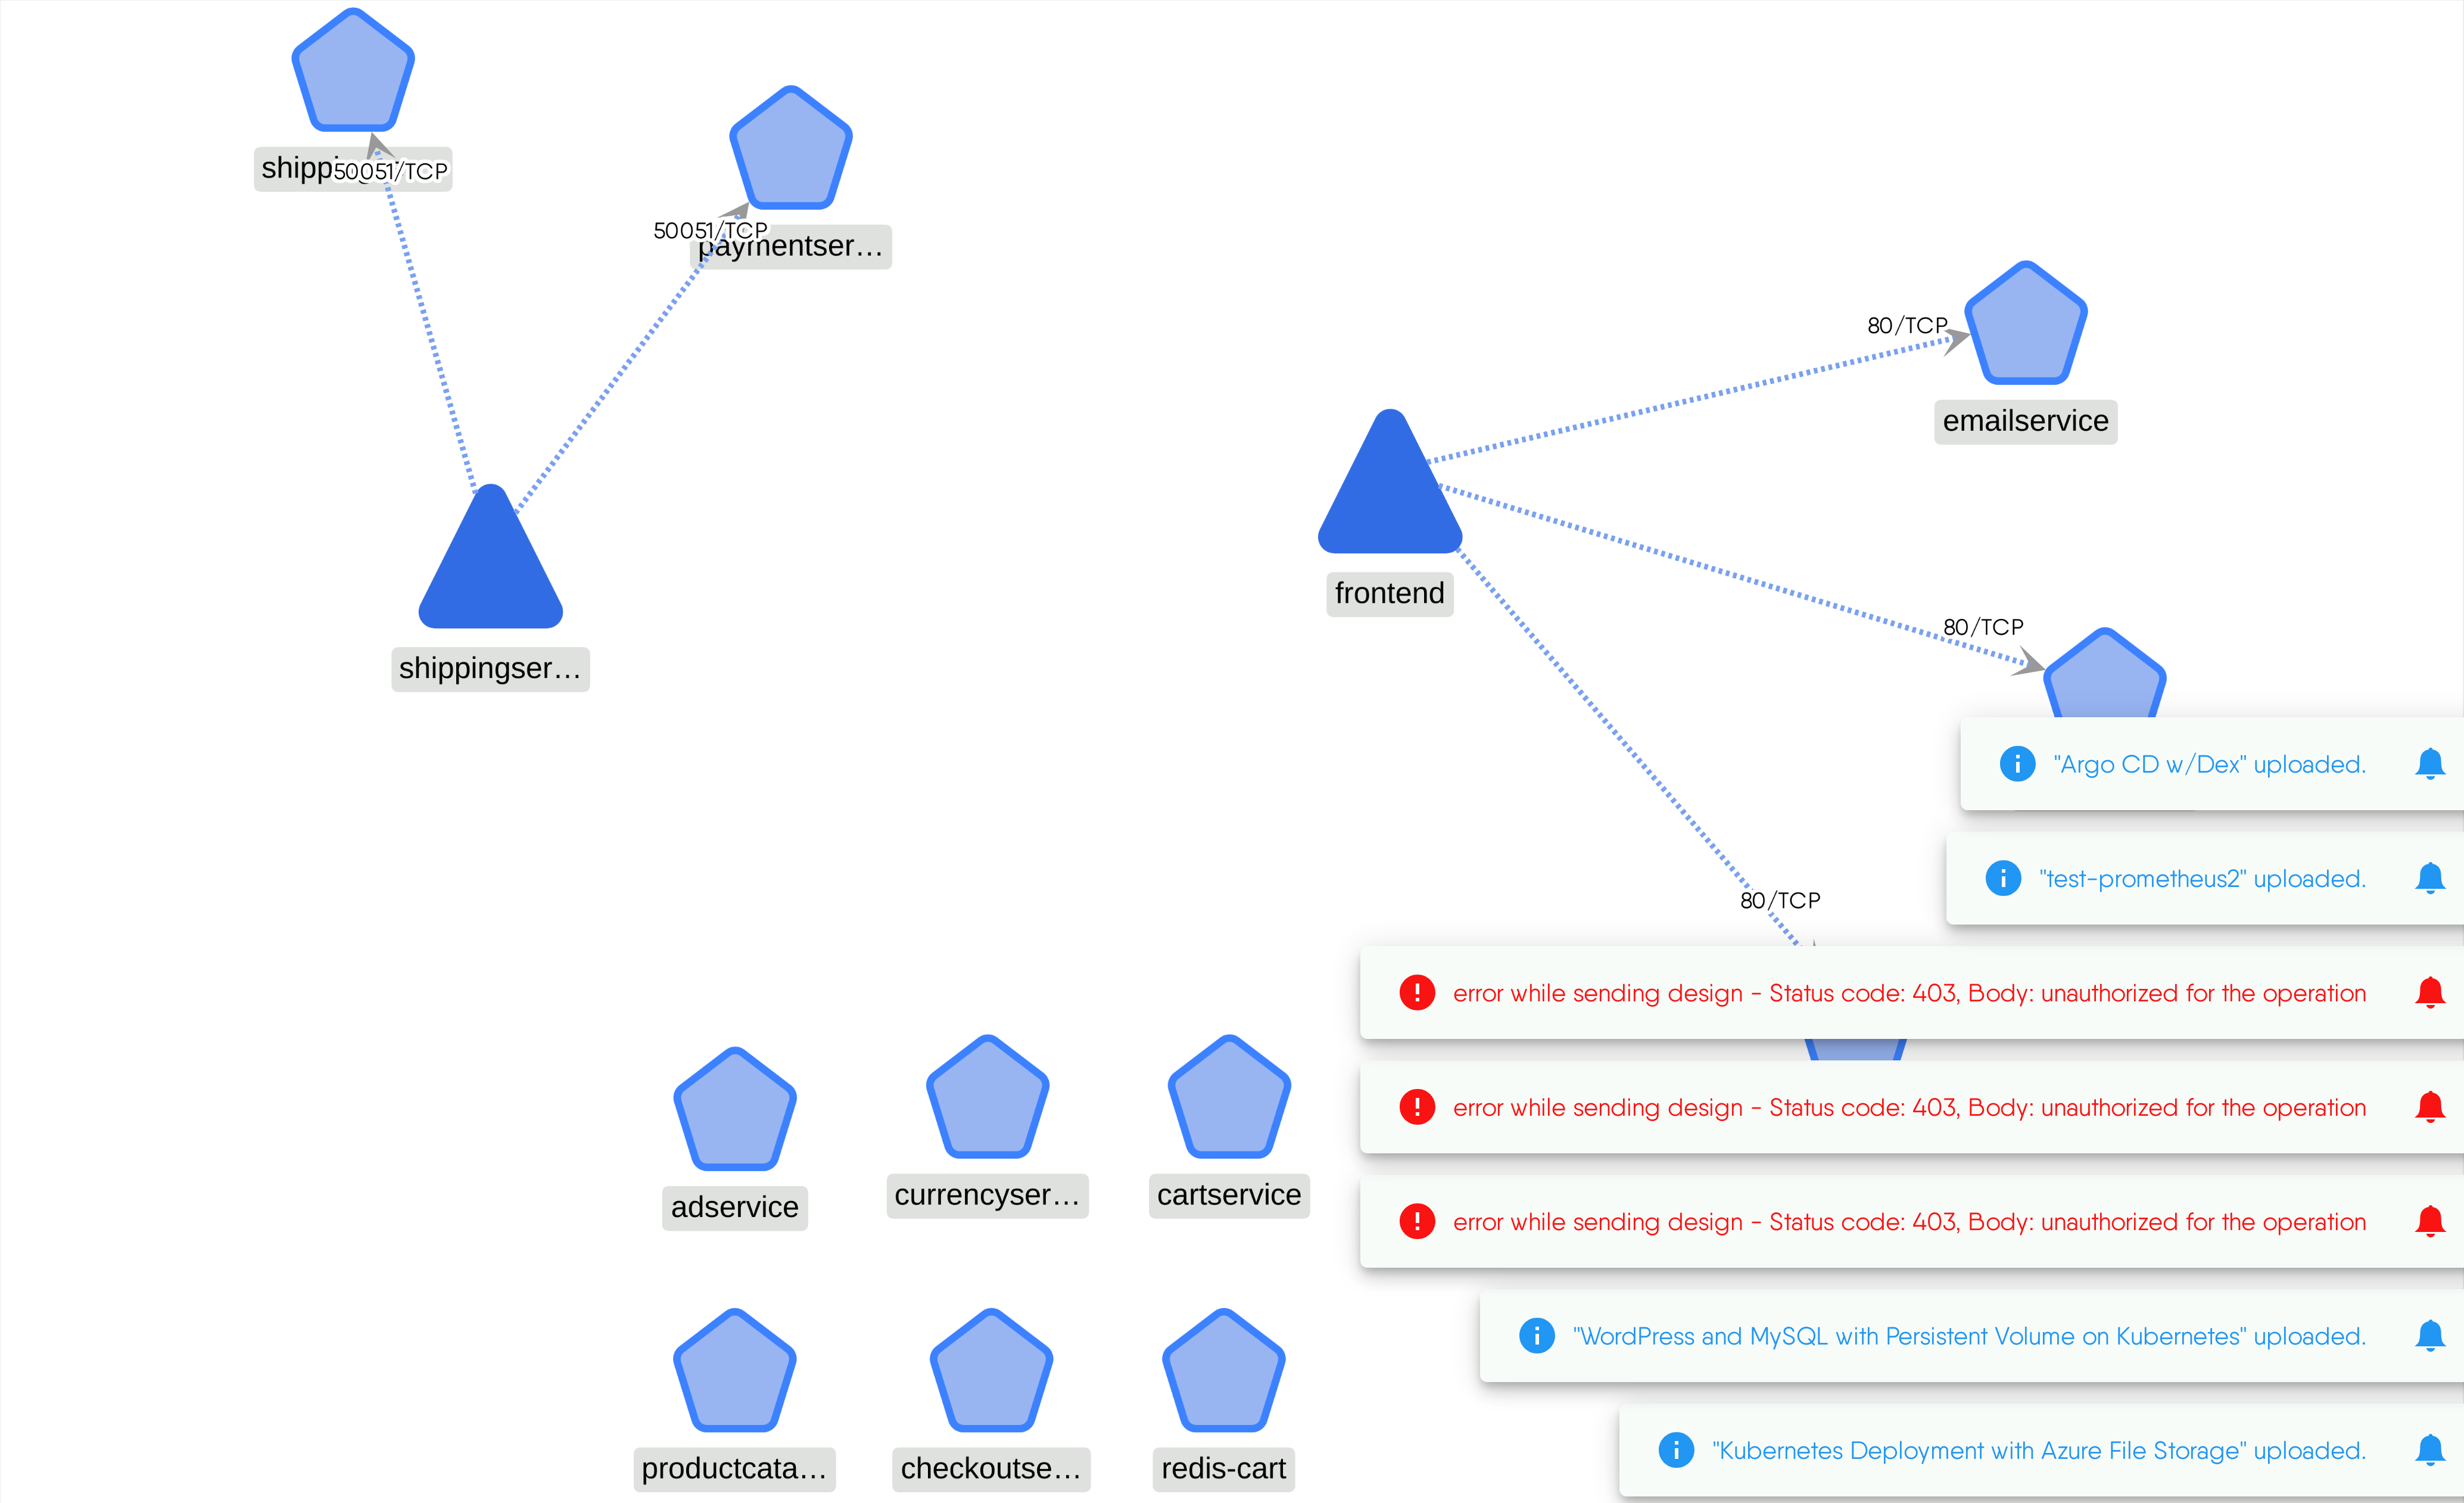 50051/TCP
50051/TCP
paymentser...
80/TCP
emailservice
frontend
80/TCP
shippingser...
"Argo CD w/Dex" uploaded.
"test-prometheus2" uploaded.
80/TCP
error while sending design - Status code: 403, Body: unauthorized for the operation
error while sending design - Status code: 403, Body: unauthorized for the operation
adservice
currencyser...
cartservice
error while sending design - Status code: 403, Body: unauthorized for the operation
"WordPress and MySQL with Persistent Volume on Kubernetes" uploaded.
"Kubernetes Deployment with Azure File Storage" uploaded.
productcata...
checkoutse...
redis-cart